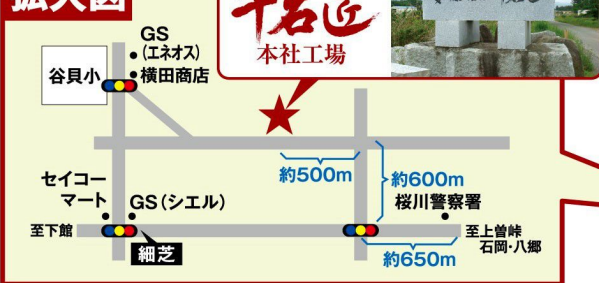 拡大図
千石匠
本社工場
GS
(エネオス)
横田商店
谷貝小
約500m
約600m
桜川警察署
セイコー
マート
GS(シエル)
至下館
細芝
至上曽峠
石岡・八郷
約650m